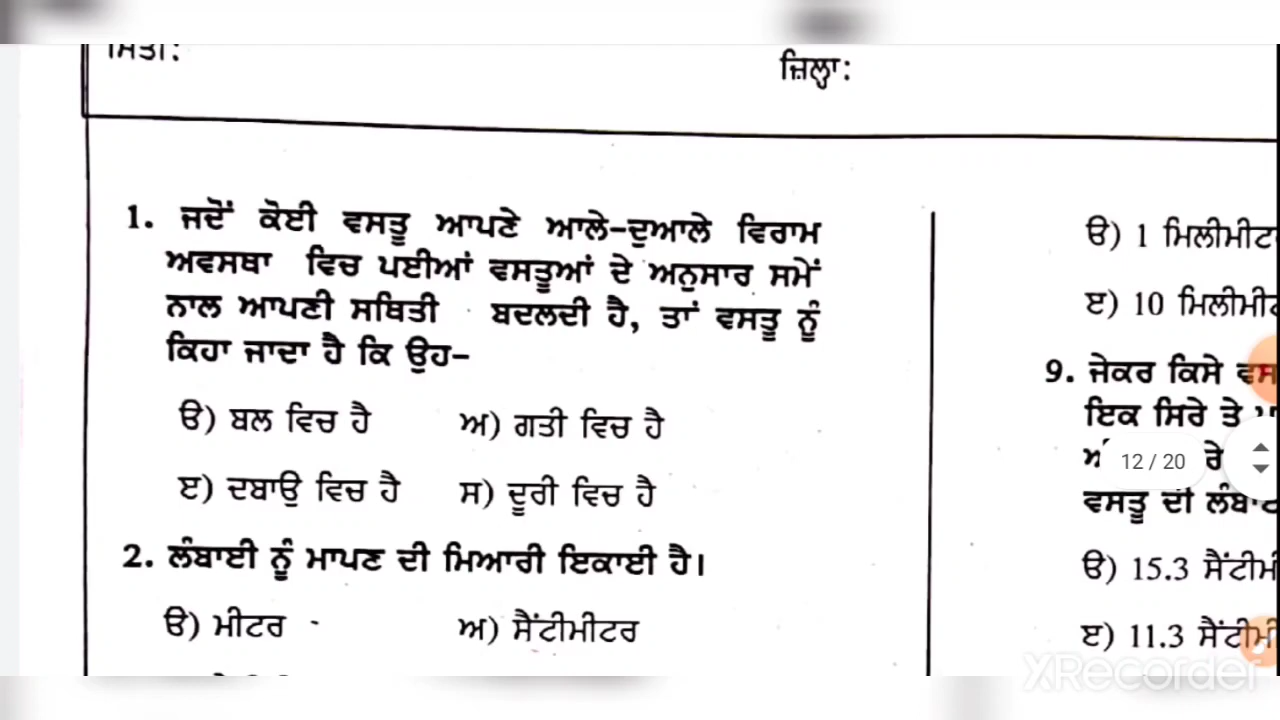 ਮਿਤੀ:
ਜ਼ਿਲ੍ਹਾ:
1. ਜਦੋਂ ਕੋਈ ਵਸਤੂ ਆਪਣੇ ਆਲੇ-ਦੁਆਲੇ ਵਿਰਾਮ
ਅਵਸਥਾ ਵਿਚ ਪਈਆਂ ਵਸਤੂਆਂ ਦੇ ਅਨੁਸਾਰ ਸਮੇਂ
ਨਾਲ ਆਪਣੀ ਸਥਿਤੀ ਬਦਲਦੀ ਹੈ, ਤਾਂ ਵਸਤੂ ਨੂੰ
ਕਿਹਾ ਜਾਦਾ ਹੈ ਕਿ ਉਹ-
ੳ) ਬਲ ਵਿਚ ਹੈ ਅ) ਗਤੀ ਵਿਚ ਹੈ
ੲ) ਦਬਾਉ ਵਿਚ ਹੈ ਸ) ਦੂਰੀ ਵਿਚ ਹੈ
2. ਲੰਬਾਈ ਨੂੰ ਮਾਪਣ ਦੀ ਮਿਆਰੀ ਇਕਾਈ ਹੈ।
ੳ) ਮੀਟਰ ਅ) ਸੈਂਟੀਮੀਟਰ
ੳ) 1 ਮਿਲੀਮੀਟ
ੲ) 10 ਮਿਲੀਮੀਟ
9. ਜੇਕਰ ਕਿਸੇ ਵਸ
ਇਕ ਸਿਰੇ ਤੇ
12 / 20 ਰੇ
ਵਸਤੂ ਦੀ ਲੰਬਾ
ੳ) 15.3 ਸੈਂਟੀਮੀ
ੲ) 11.3 ਸੈਂਟੀਮੀ
XRecorder